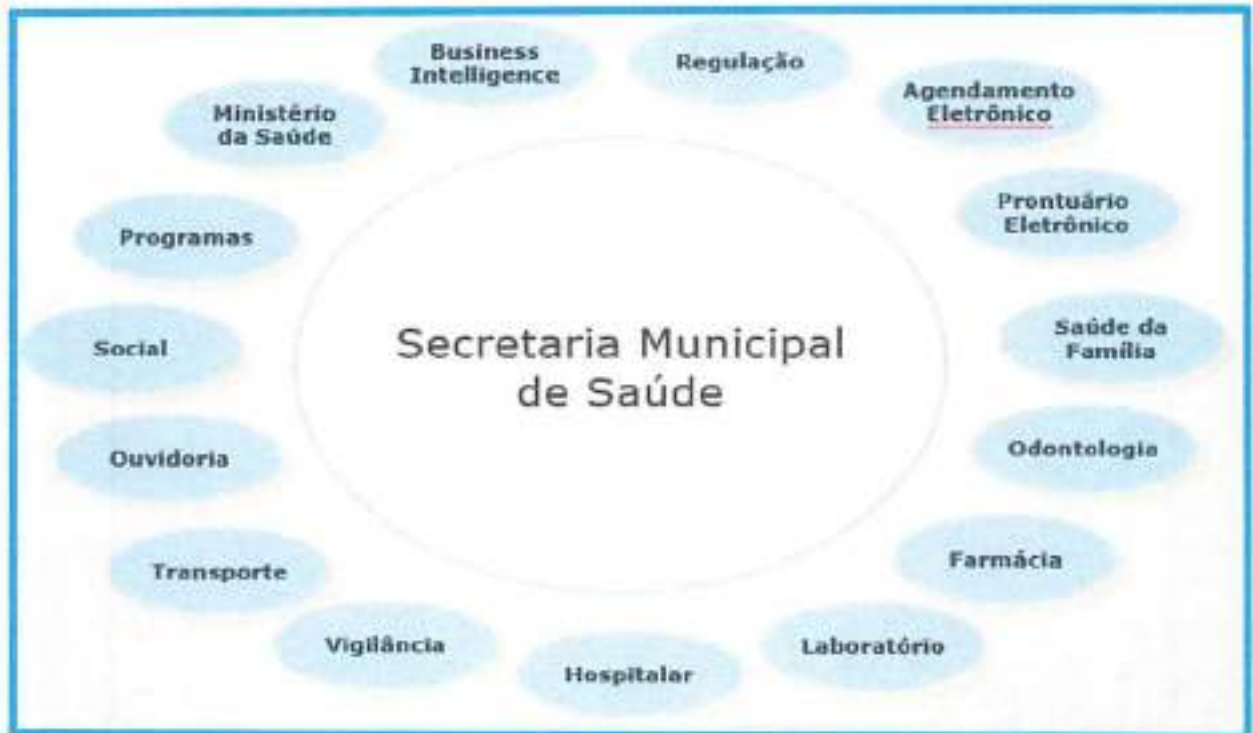 Business
Intelligence
Regulação
Agendamento
Eletrônico
Ministério
da Saúde
Prontuário
Eletrônico
Programas
Saúde da
Família
Social
Secretaria Municipal
de Saúde
Odontologia
Ouvidoria
Farmácia
Transporte
Vigilância
Laboratório
Hospitalar